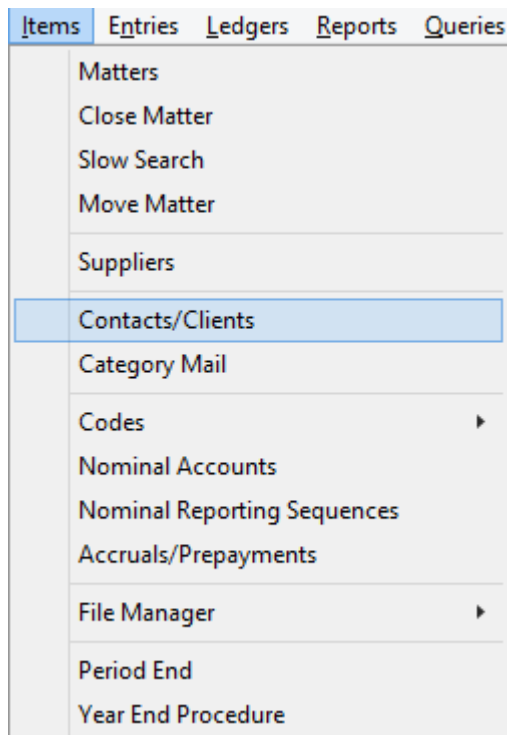 Items Entries Ledgers Reports Queries
Matters
Close Matter
Slow Search
Move Matter
Suppliers
Contacts/Clients
Category Mail
Codes
Nominal Accounts
Nominal Reporting Sequences
Accruals/Prepayments
File Manager
Period End
Year End Procedure